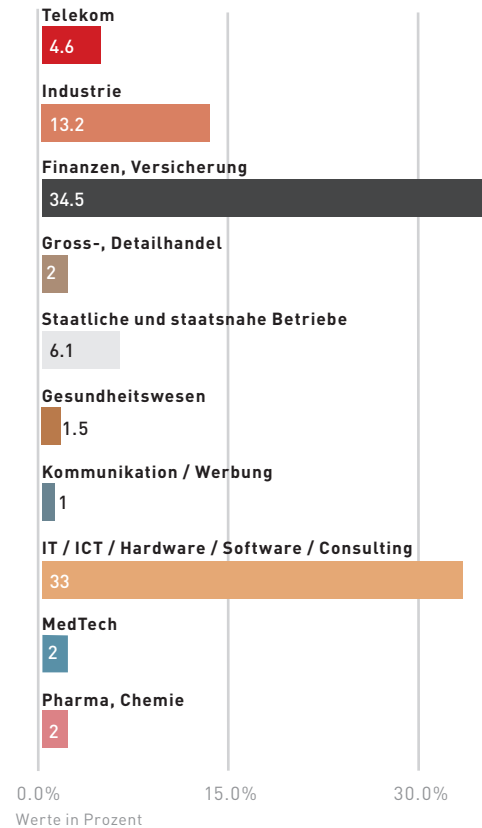 Telekom
4.6
Industrie
13.2
Finanzen, Versicherung
34.5
Gross-, Detailhandel
2
Staatliche und staatsnahe Betriebe
6.1
Gesundheitswesen
1.5
Kommunikation / Werbung
1
IT / ICT / Hardware / Software / Consulting
33
MedTech
2
Pharma, Chemie
2
0.0% 15.0% 30.0%
Werte in Prozent